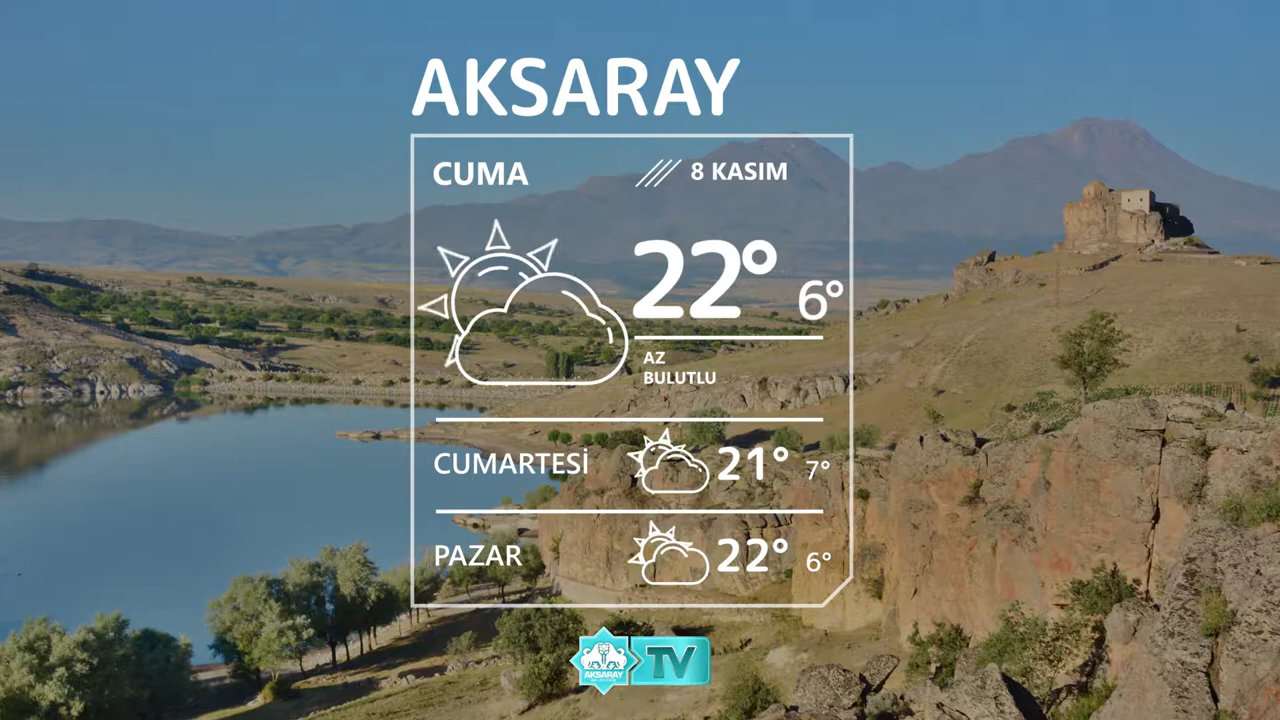 AKSARAY
CUMA
8 KASIM
22° 6°
AZ
BULUTLU
CUMARTESİ 21° 7°
PAZAR 22° 6°
AKSARAY
TV